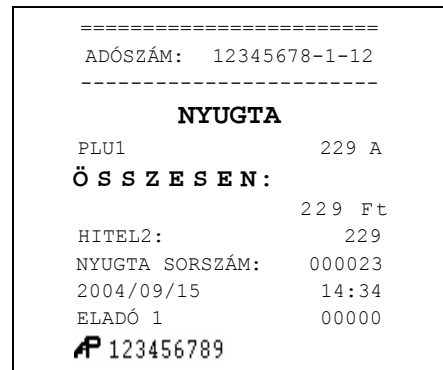 ========================
ADÓSZÁM: 12345678-1-12
------------------------
NYUGTA
PLU1 229 A
ÖSSZESEN:
229 Ft
HITEL2: 229
NYUGTA SORSZÁM: 000023
2004/09/15 14:34
ELADÓ 1 00000
AP 123456789